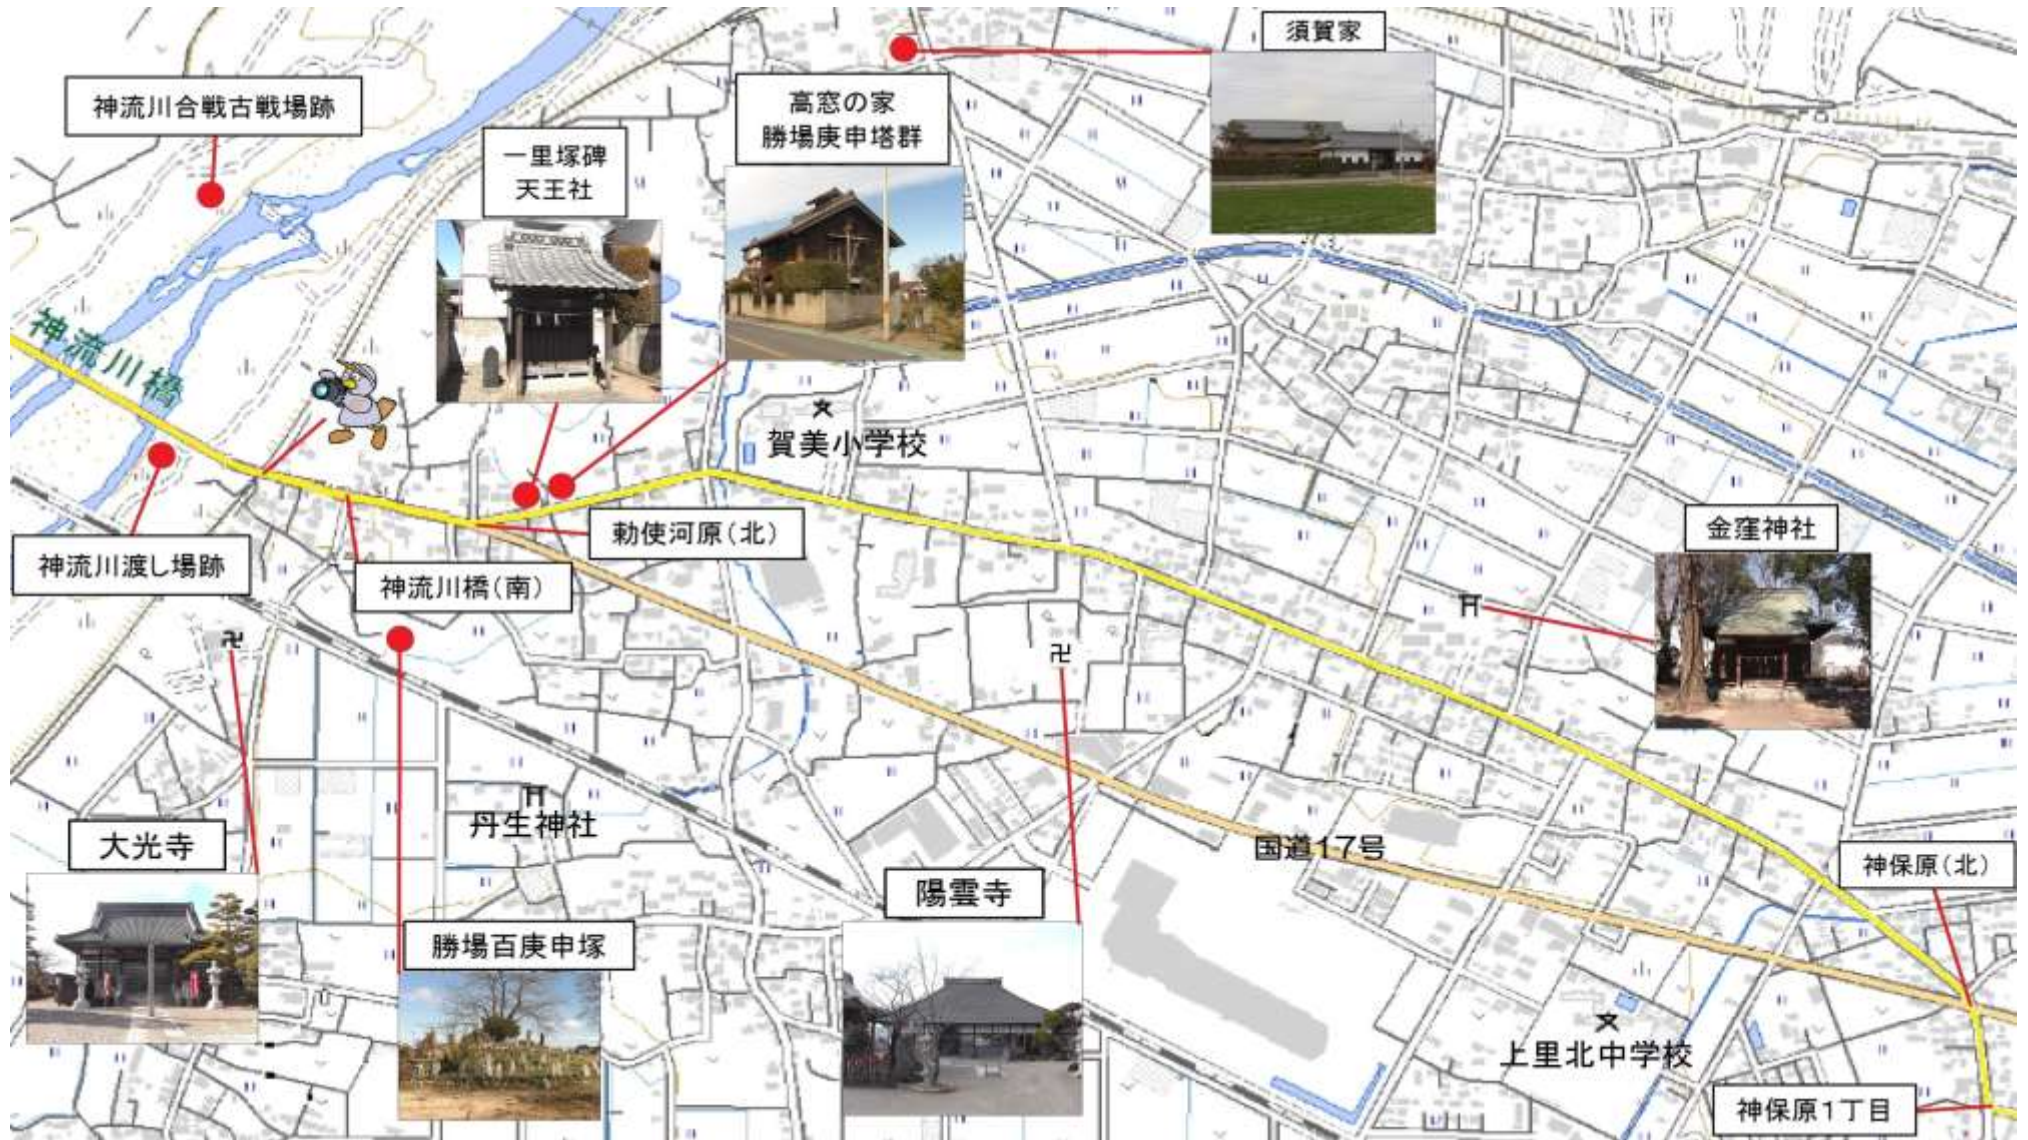 須賀家
神流川合戦古戦場跡
高窓の家
勝場庚申塔群
一里塚碑
天王社
神流川橋
賀美小学校
勅使河原(北)
金窪神社
神流川渡し場跡
神流川橋(南)
丹生神社
大光寺
国道17号
神保原(北)
陽雲寺
勝場百庚申塚
上里北中学校
神保原1丁目